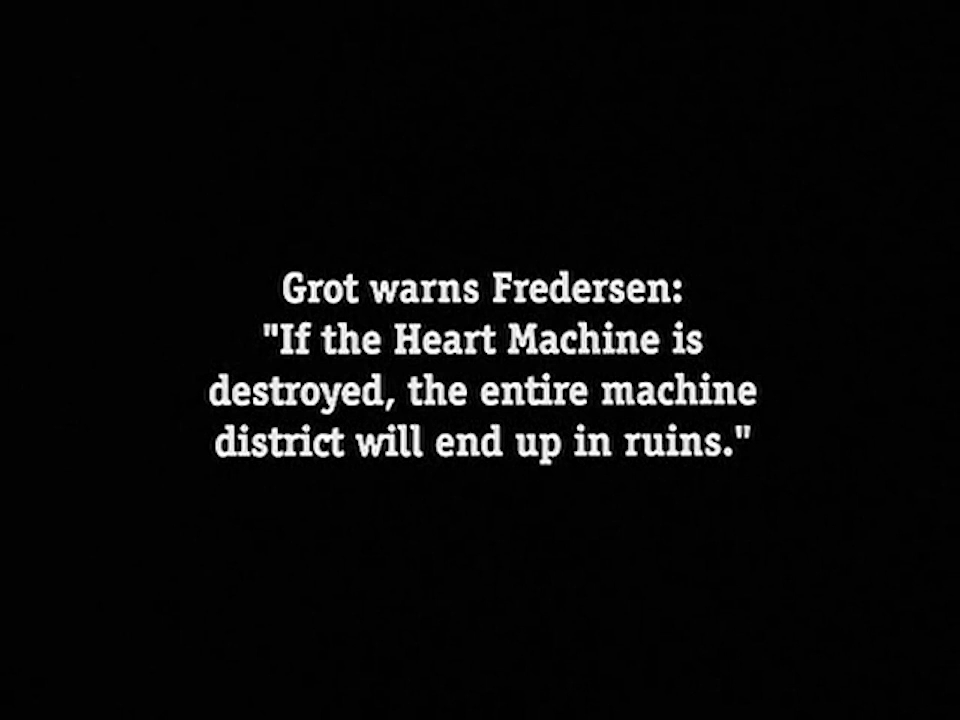 Grot warns Fredersen:
"If the Heart Machine is
destroyed, the entire machine
district will end up in ruins."